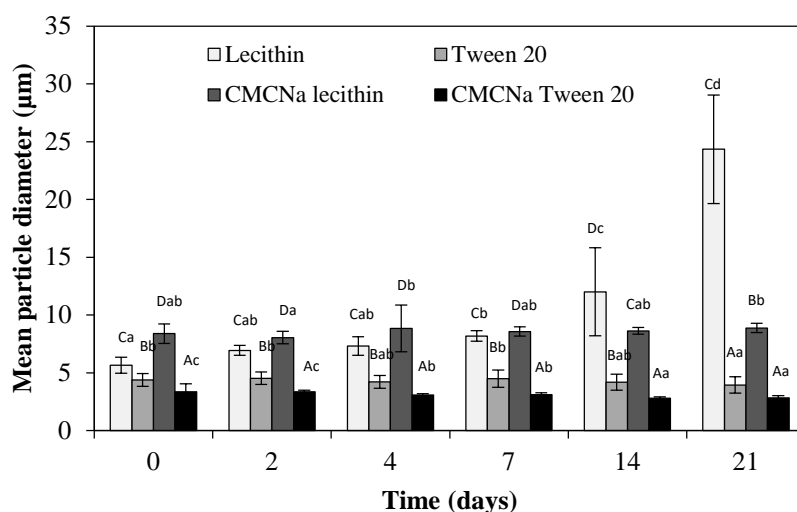 35
30
25
20
15
10
5
0
Mean particle diameter (µm)
Lecithin
Tween 20
CMCNa lecithin
CMCNa Tween 20
Ca Bb Dab Ac
Cab Bb Da Ac
Cab Bab Db Ab
Cb Bb Dab Ab
Dc Bab Cab Aa
Cd Aa Bb Aa
0 2 4 7 14 21
Time (days)